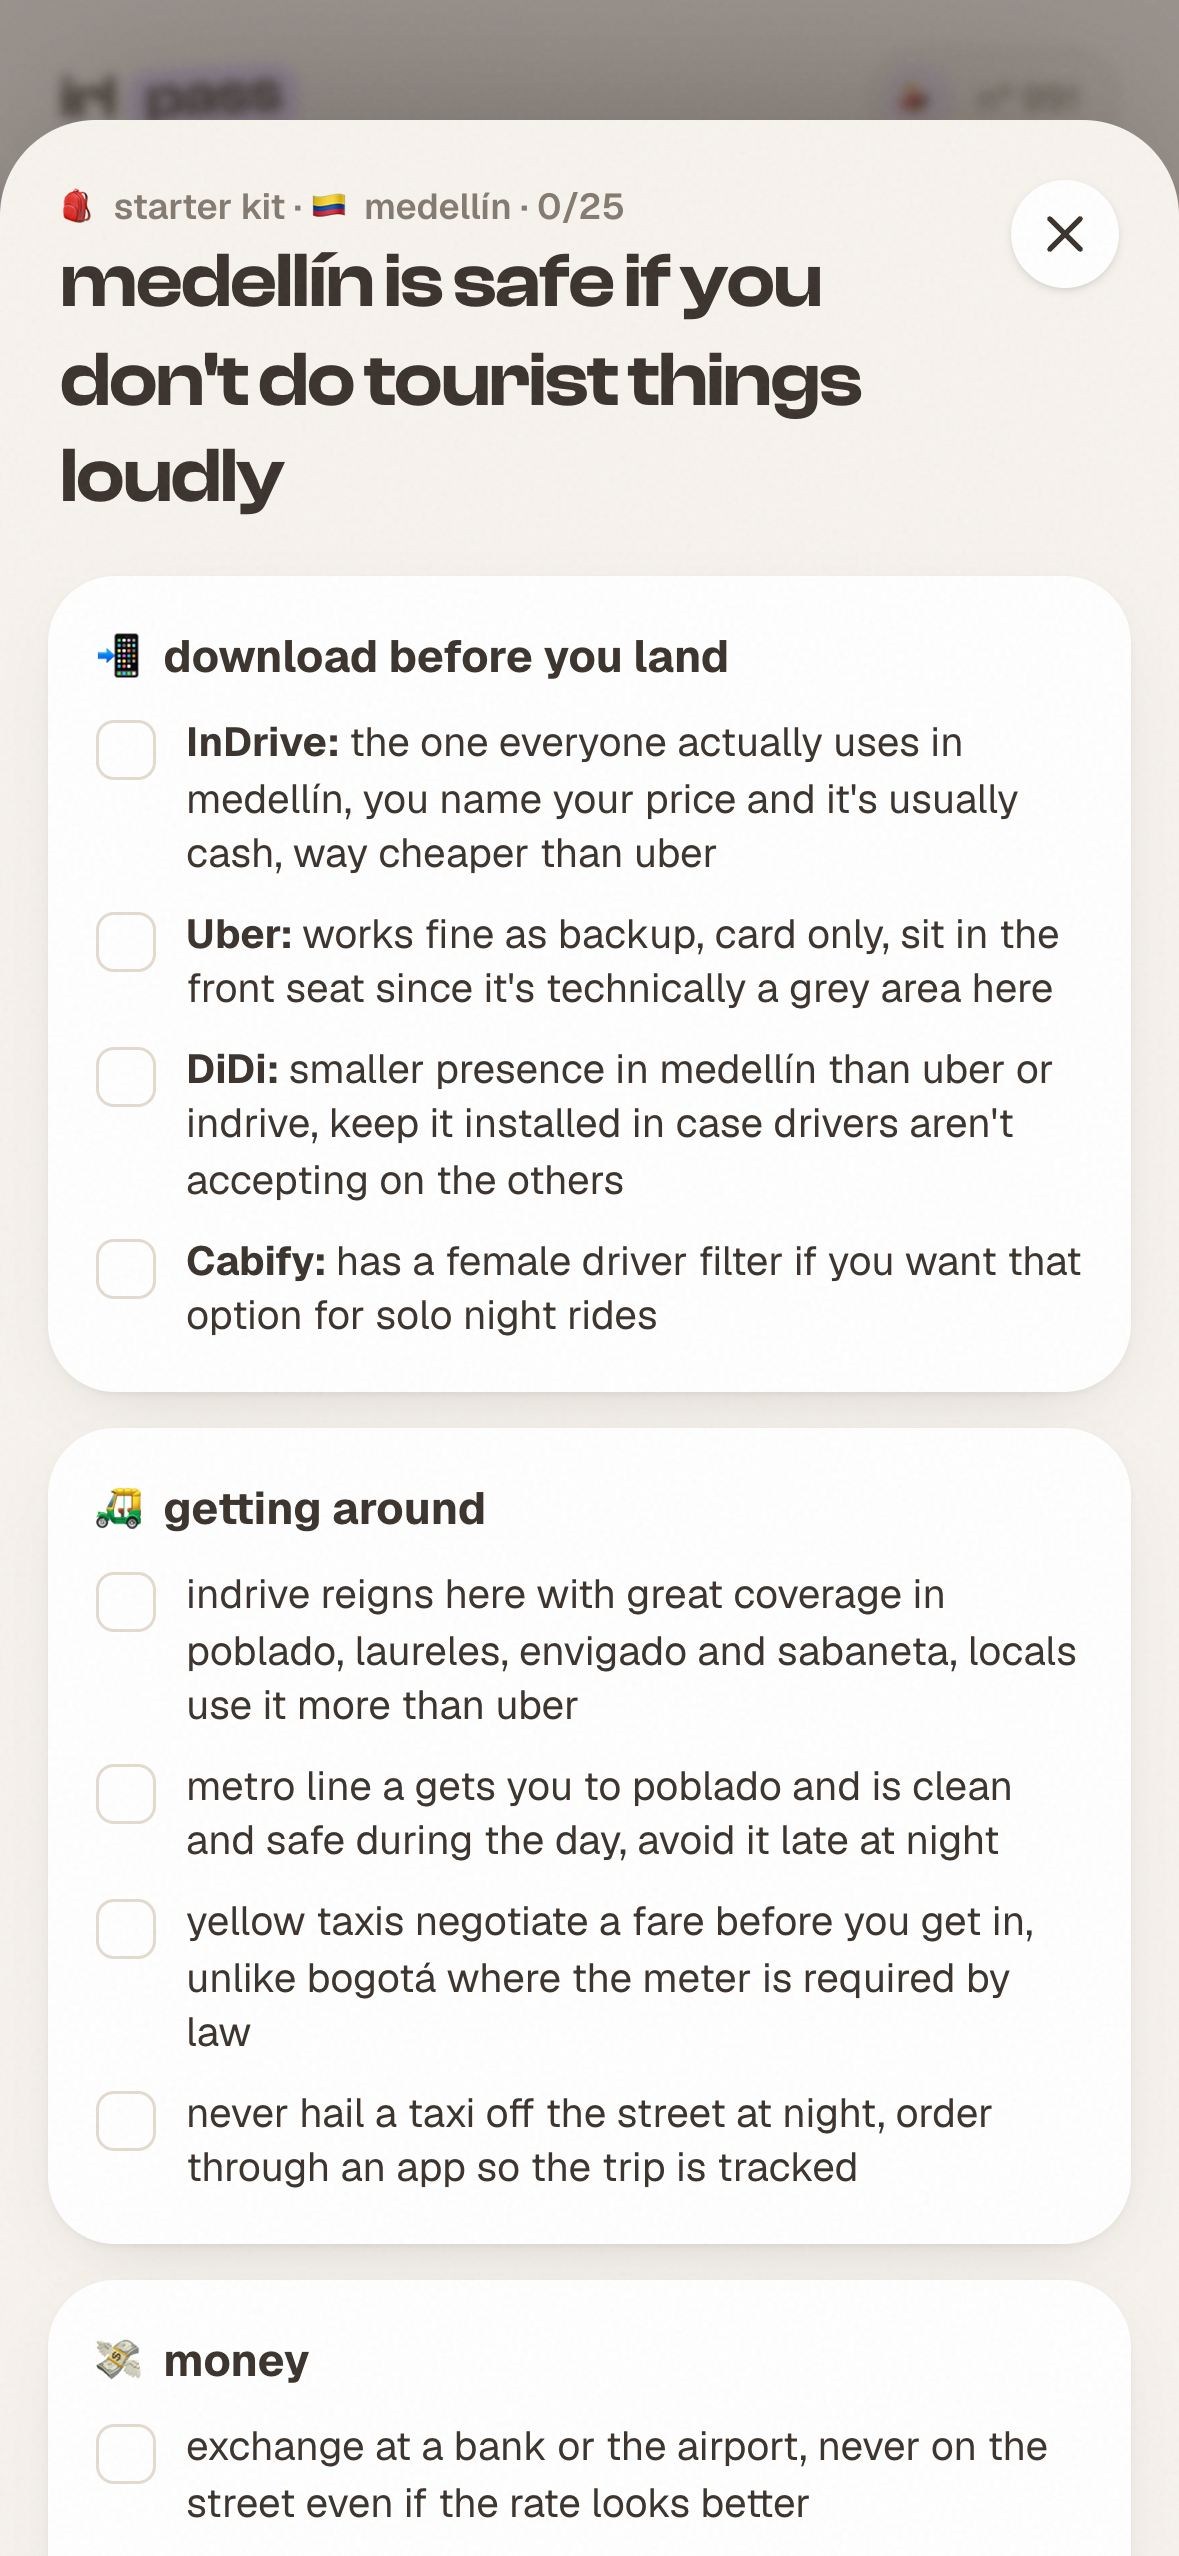 irl pass
n° 991
starter kit · medellín · 0/25
medellín is safe if you
don't do tourist things
loudly
download before you land
InDrive: the one everyone actually uses in
medellín, you name your price and it's usually
cash, way cheaper than uber
Uber: works fine as backup, card only, sit in the
front seat since it's technically a grey area here
DiDi: smaller presence in medellín than uber or
indrive, keep it installed in case drivers aren't
accepting on the others
Cabify: has a female driver filter if you want that
option for solo night rides
getting around
indrive reigns here with great coverage in
poblado, laureles, envigado and sabaneta, locals
use it more than uber
metro line a gets you to poblado and is clean
and safe during the day, avoid it late at night
yellow taxis negotiate a fare before you get in,
unlike bogotá where the meter is required by
law
never hail a taxi off the street at night, order
through an app so the trip is tracked
money
exchange at a bank or the airport, never on the
street even if the rate looks better